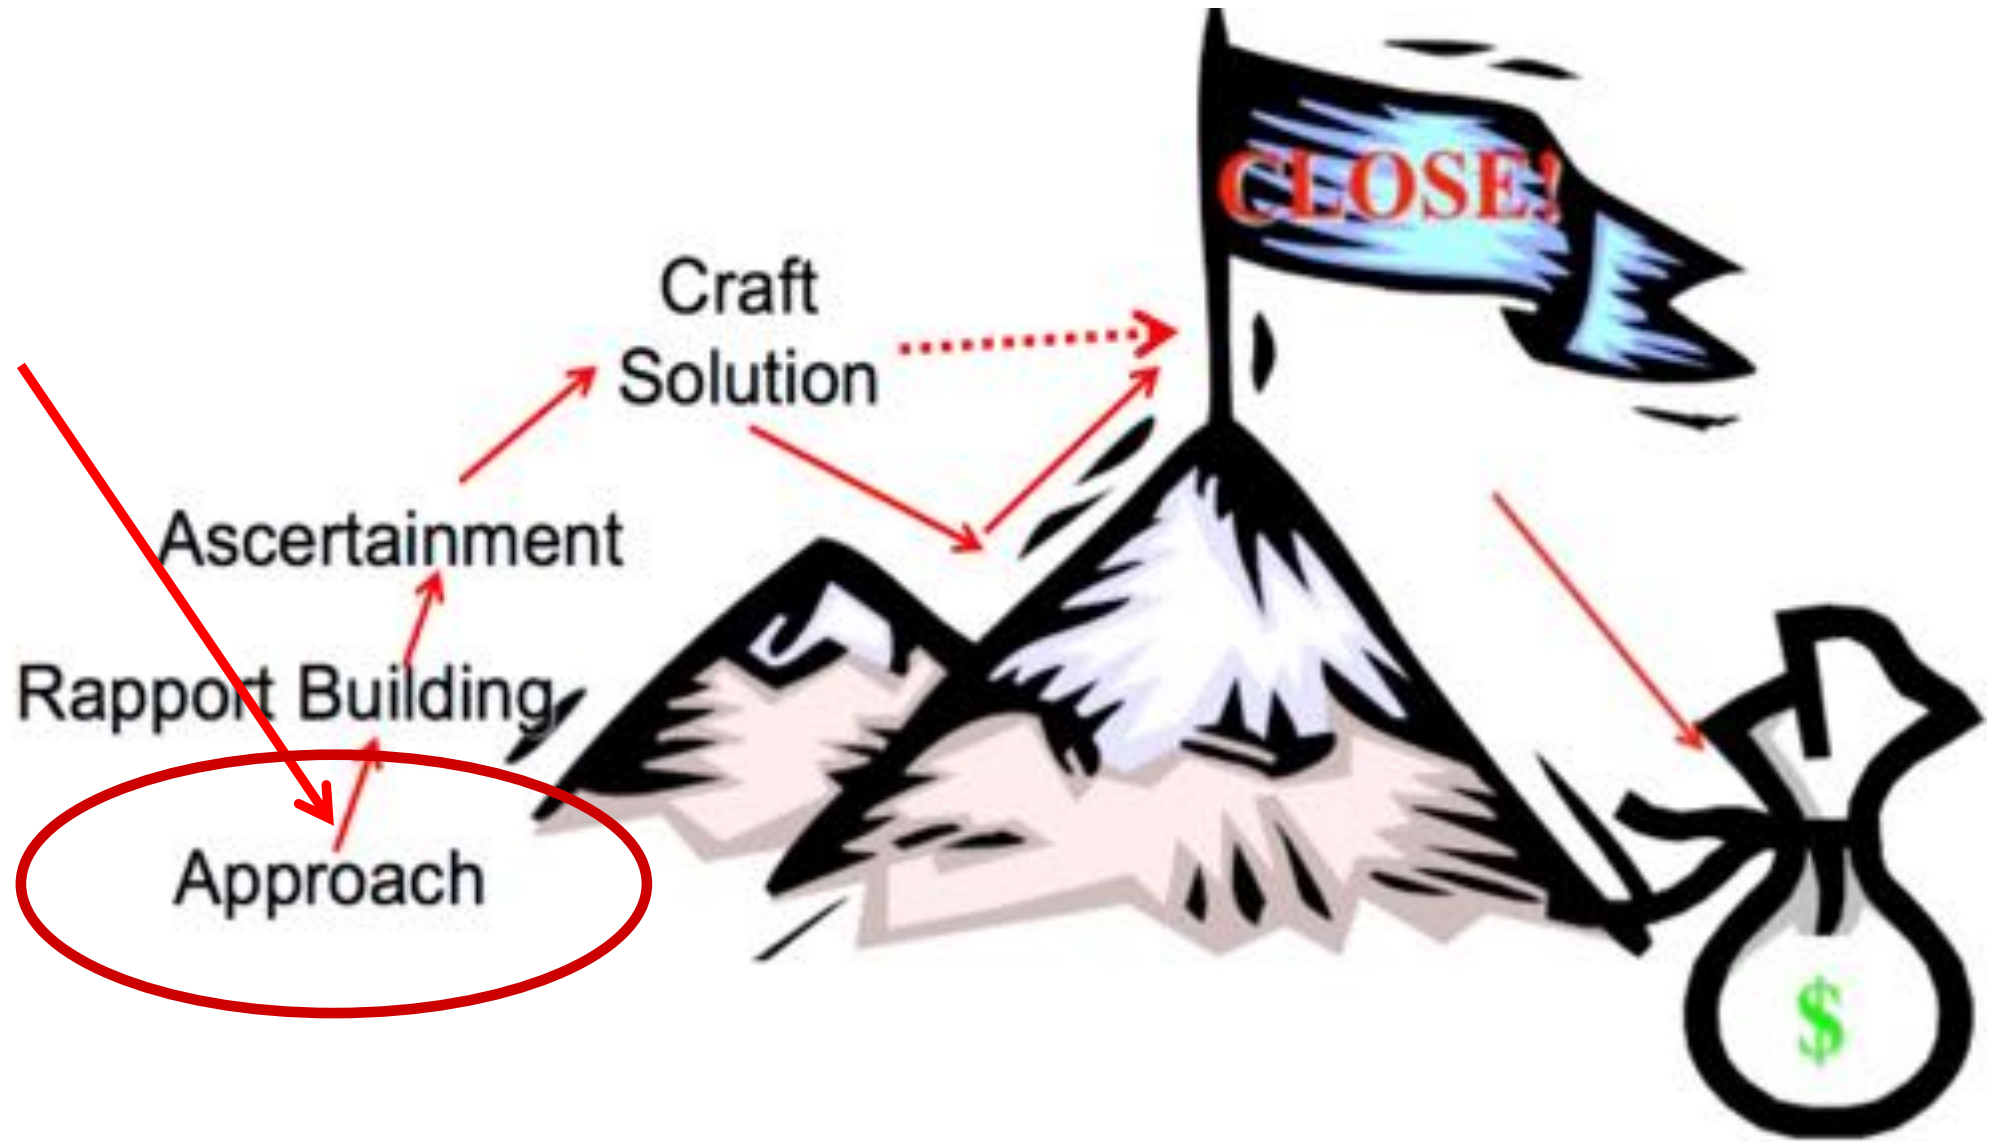 CLOSE!
Craft
Solution
Ascertainment
Rapport Building
Approach
$